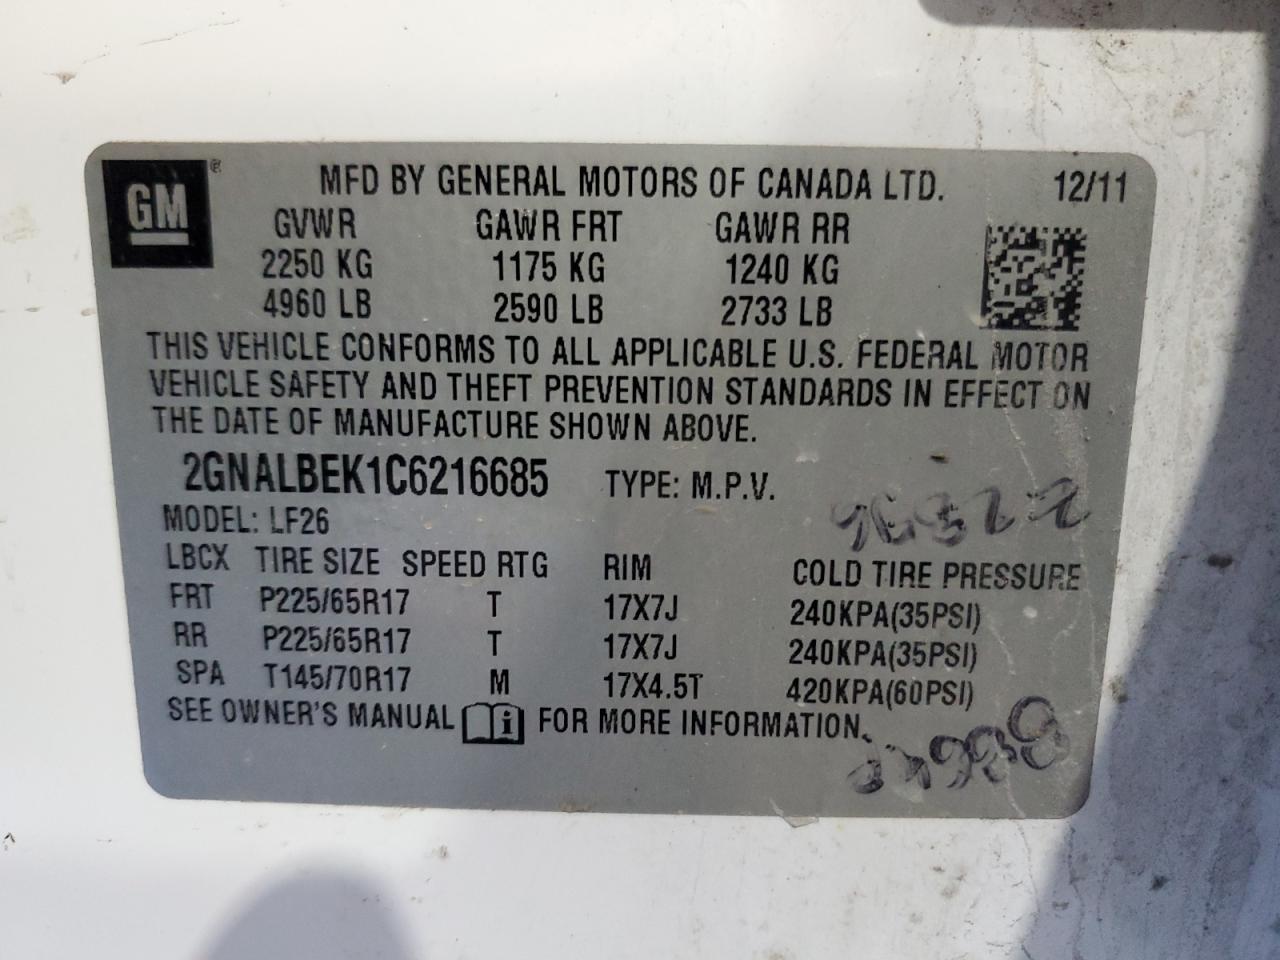 GM ®
MFD BY GENERAL MOTORS OF CANADA LTD. 12/11
GVWR GAWR FRT GAWR RR
2250 KG 1175 KG 1240 KG
4960 LB 2590 LB 2733 LB
THIS VEHICLE CONFORMS TO ALL APPLICABLE U.S. FEDERAL MOTOR
VEHICLE SAFETY AND THEFT PREVENTION STANDARDS IN EFFECT ON
THE DATE OF MANUFACTURE SHOWN ABOVE.
2GNALBEK1C6216685 TYPE: M.P.V.
MODEL: LF26
LBCX TIRE SIZE SPEED RTG RIM COLD TIRE PRESSURE
FRT P225/65R17 T 17X7J 240KPA(35PSI)
RR P225/65R17 T 17X7J 240KPA(35PSI)
SPA T145/70R17 M 17X4.5T 420KPA(60PSI)
SEE OWNER'S MANUAL i FOR MORE INFORMATION.